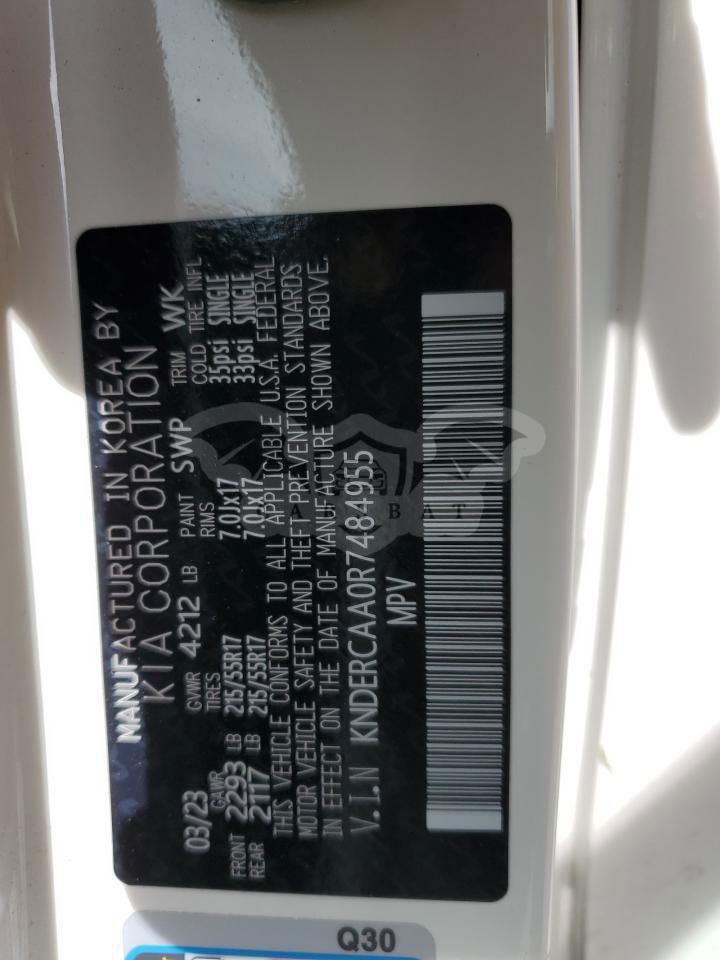 MANUFACTURED IN KOREA BY
KIA CORPORATION
03/23 GVWR 4212 LB PAINT SWP TRIM WK
GAWR TIRES RIMS COLD TIRE INFL
FRONT 2293 LB 215/55R17 7.0Jx17 35psi SINGLE
REAR 2117 LB 215/55R17 7.0Jx17 33psi SINGLE
THIS VEHICLE CONFORMS TO ALL APPLICABLE U.S.A. FEDERAL
MOTOR VEHICLE SAFETY AND THEFT PREVENTION STANDARDS
IN EFFECT ON THE DATE OF MANUFACTURE SHOWN ABOVE.
V.I.N KNDERCAA0R7484955
MPV
Q30